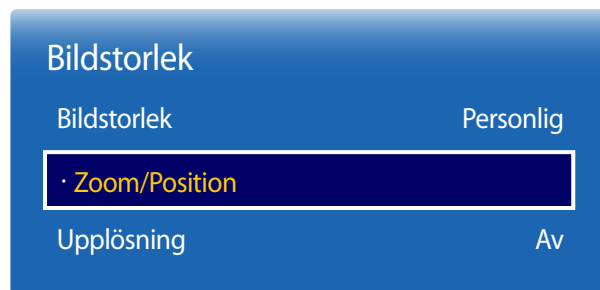 Bildstorlek
Bildstorlek Personlig
· Zoom/Position
Upplösning Av